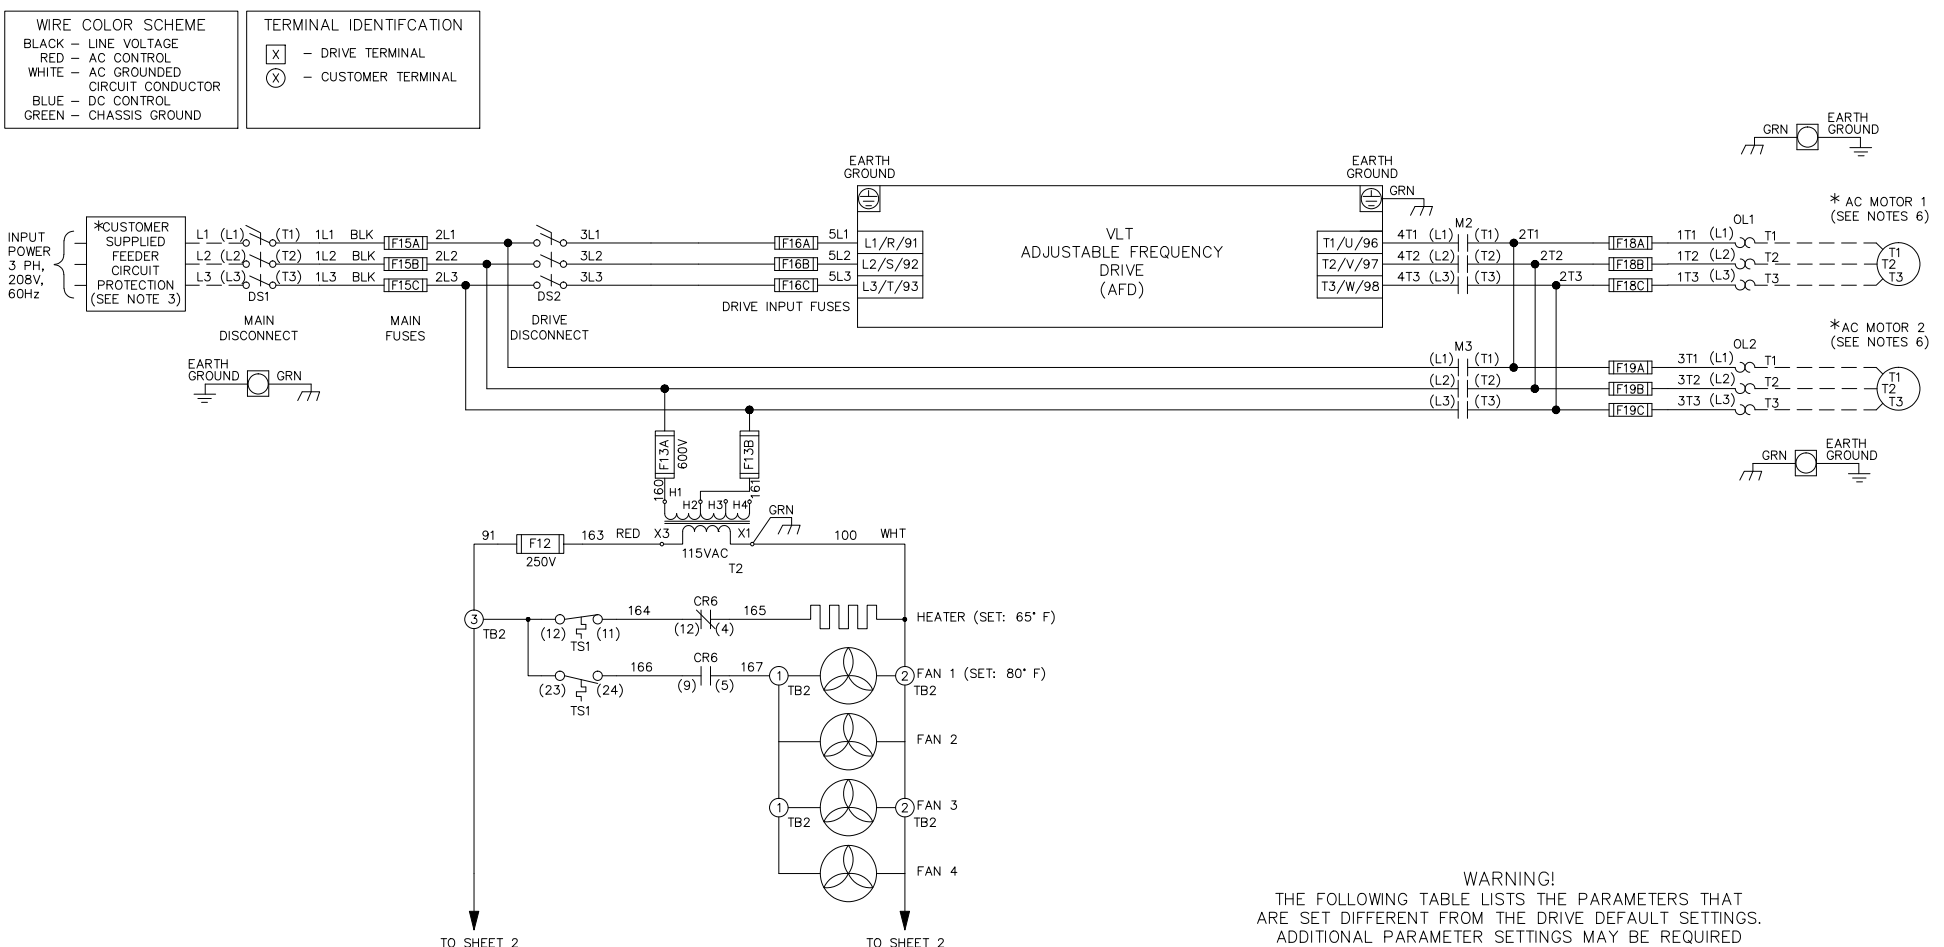 WIRE COLOR SCHEME
BLACK – LINE VOLTAGE
RED – AC CONTROL
WHITE – AC GROUNDED
CIRCUIT CONDUCTOR
BLUE – DC CONTROL
GREEN – CHASSIS GROUND
TERMINAL IDENTIFCATION
X – DRIVE TERMINAL
X – CUSTOMER TERMINAL
GRN
EARTH
GROUND
INPUT
POWER
3 PH,
208V,
60Hz
*CUSTOMER
SUPPLIED
FEEDER
CIRCUIT
PROTECTION
(SEE NOTE 3)
L1 (L1) (T1) 1L1 BLK F15A 2L1
L2 (L2) (T2) 1L2 BLK F15B 2L2
L3 (L3) (T3) 1L3 BLK F15C 2L3
DS1
MAIN
DISCONNECT
MAIN
FUSES
3L1
3L2
3L3
DS2
DRIVE
DISCONNECT
F16A 5L1
F16B 5L2
F16C 5L3
DRIVE INPUT FUSES
EARTH
GROUND
L1/R/91
L2/S/92
L3/T/93
VLT
ADJUSTABLE FREQUENCY
DRIVE
(AFD)
EARTH
GROUND
GRN
T1/U/96
T2/V/97
T3/W/98
M2
4T1 (L1) (T1) 2T1
4T2 (L2) (T2) 2T2
4T3 (L3) (T3) 2T3
OL1
F18A 1T1 (L1) T1
F18B 1T2 (L2) T2
F18C 1T3 (L3) T3
* AC MOTOR 1
(SEE NOTES 6)
T1
T2
T3
EARTH
GROUND
GRN
M3
(L1) (T1)
(L2) (T2)
(L3) (T3)
OL2
F19A 3T1 (L1) T1
F19B 3T2 (L2) T2
F19C 3T3 (L3) T3
*AC MOTOR 2
(SEE NOTES 6)
T1
T2
T3
GRN
EARTH
GROUND
F13A
600V
F13B
160
161
H1
H2 H3 H4
GRN
91 F12 163 RED X3 X1 100 WHT
250V
115VAC
T2
3
TB2
(12) (11)
TS1
164
CR6
(12) (4)
165
HEATER (SET: 65° F)
(23) (24)
TS1
166
CR6
(9) (5)
167
1
TB2
2
TB2
FAN 1 (SET: 80° F)
FAN 2
1
TB2
2
TB2
FAN 3
FAN 4
TO SHEET 2
TO SHEET 2
WARNING!
THE FOLLOWING TABLE LISTS THE PARAMETERS THAT
ARE SET DIFFERENT FROM THE DRIVE DEFAULT SETTINGS.
ADDITIONAL PARAMETER SETTINGS MAY BE REQUIRED